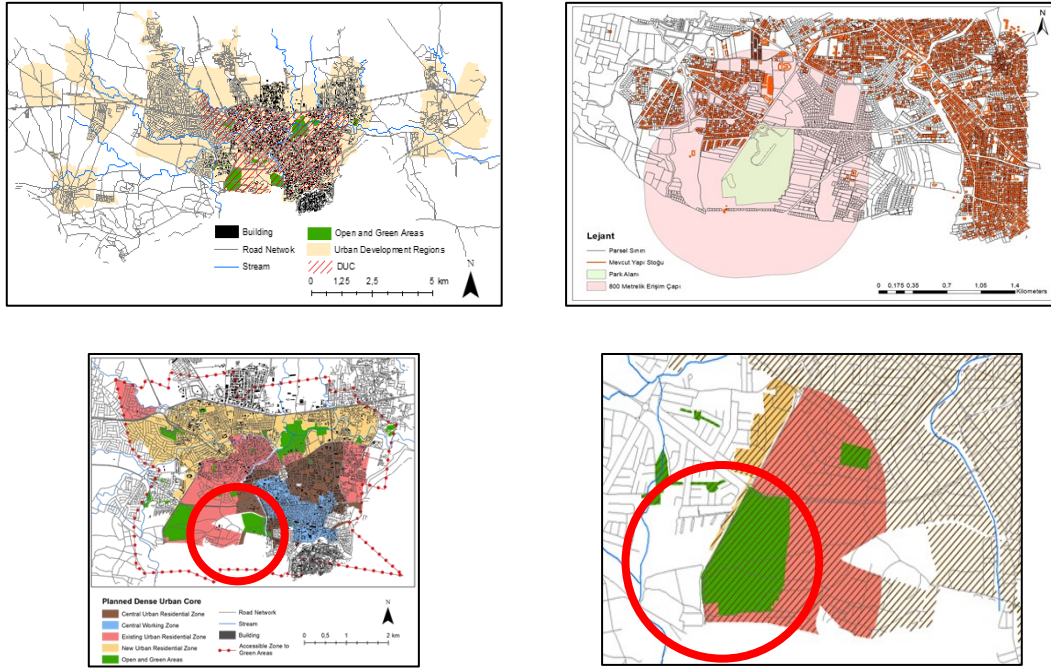 Building
Road Netwok
Stream
Open and Green Areas
Urban Development Regions
DUC
N
0 1,25 2,5 5 km
N
Lejant
Parsel Sınırı
Mevcut Yapı Stoğu
Park Alanı
800 Metrelik Erişim Çapı
0 0.175 0.35 0.7 1.05 1.4
Kilometers
Planned Dense Urban Core
Central Urban Residential Zone
Central Working Zone
Existing Urban Residential Zone
New Urban Residential Zone
Open and Green Areas
Road Network
Stream
Building
Accessible Zone to
Green Areas
N
0 0,5 1 2 km